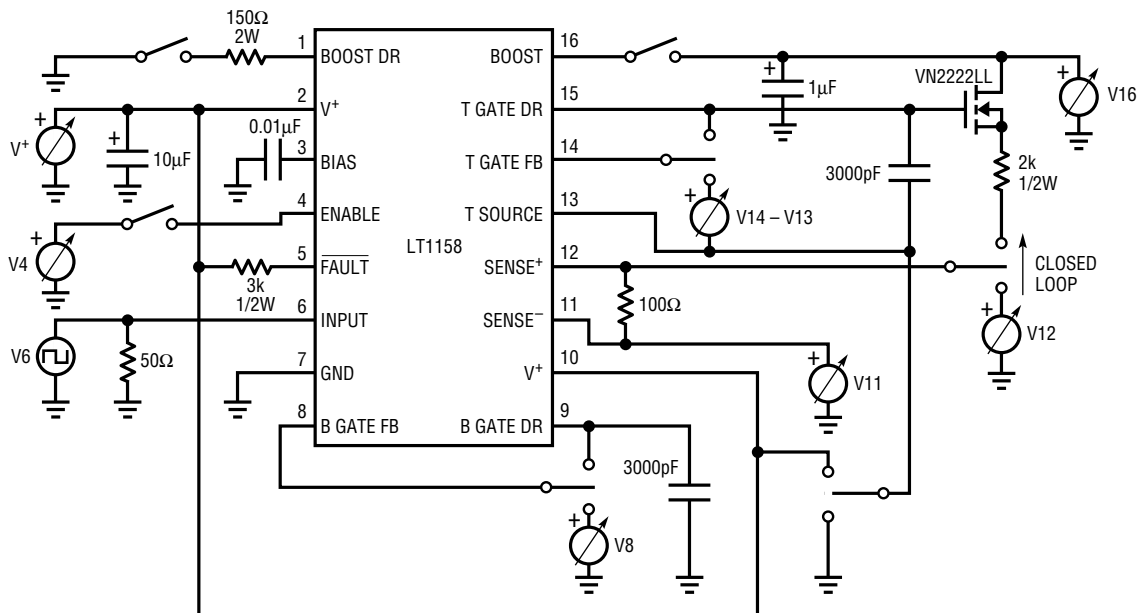 150Ω
2W
1
BOOST DR
BOOST
16
2
V+
T GATE DR
15
V+
+
+
10µF
0.01µF
3
BIAS
T GATE FB
14
4
ENABLE
T SOURCE
13
V4
+
LT1158
5
FAULT
SENSE+
12
3k
1/2W
6
INPUT
SENSE–
11
V6
50Ω
7
GND
V+
10
8
B GATE FB
B GATE DR
9
+
1µF
VN2222LL
+
V16
3000pF
2k
1/2W
+
V14 – V13
100Ω
CLOSED
LOOP
+
V12
+
V11
3000pF
+
V8